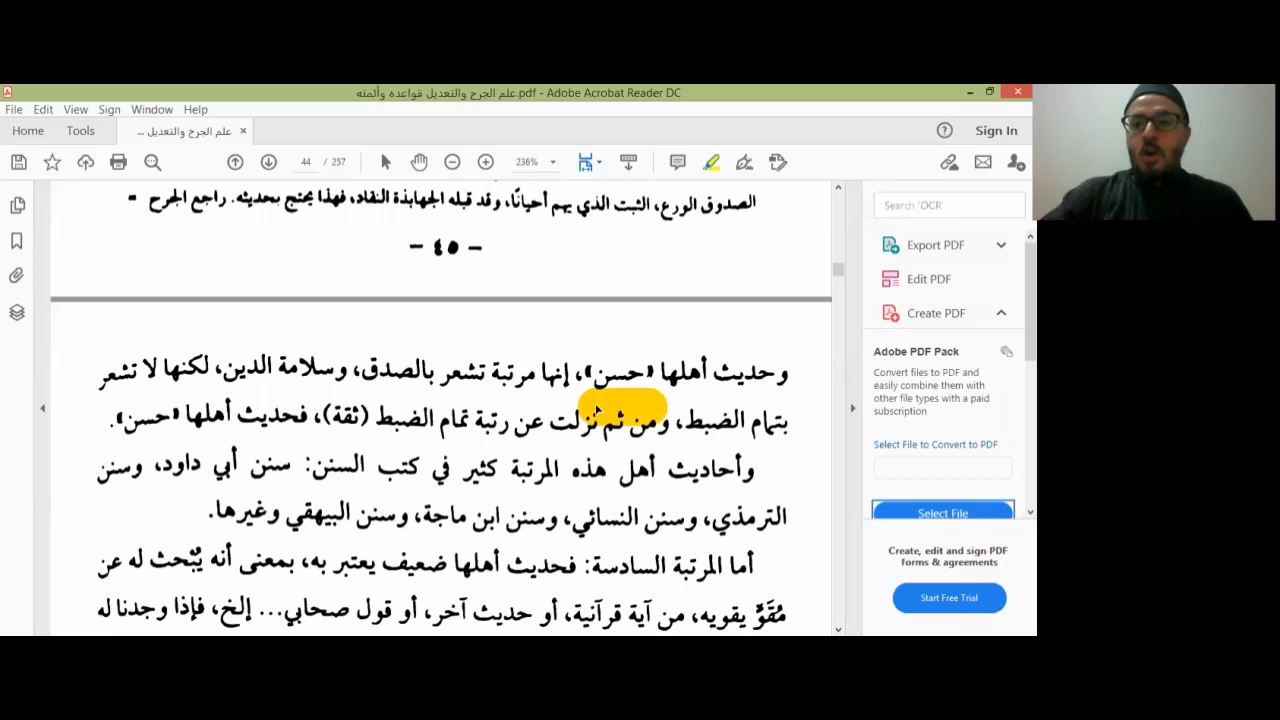 علم الجرح والتعديل قواعده وأئمته.pdf - Adobe Acrobat Reader DC
File Edit View Sign Window Help
Home Tools علم الجرح والتعديل ... × Sign In
44 / 257 236%
الصدوق الورع، الثبت الذي يهم أحيانًا، وقد قبله الجهابذة النقاد، فهذا يحتج بحديثه. راجع الجرح =
- ٤٥ -
وحديث أهلها «حسن»، إنها مرتبة تشعر بالصدق، وسلامة الدين، لكنها لا تشعر
بتمام الضبط، ومن ثم نزلت عن رتبة تمام الضبط (ثقة)، فحديث أهلها «حسن».
وأحاديث أهل هذه المرتبة كثير في كتب السنن: سنن أبي داود، وسنن
الترمذي، وسنن النسائي، وسنن ابن ماجة، وسنن البيهقي وغيرها.
أما المرتبة السادسة: فحديث أهلها ضعيف يعتبر به، بمعنى أنه يُبْحث له عن
مُقَوٍّ يقويه، من آية قرآنية، أو حديث آخر، أو قول صحابي... إلخ، فإذا وجدنا له
Search 'OCR'
Export PDF
Edit PDF
Create PDF
Adobe PDF Pack
Convert files to PDF and
easily combine them with
other file types with a paid
subscription
Select File to Convert to PDF
Select File
Create, edit and sign PDF
forms & agreements
Start Free Trial